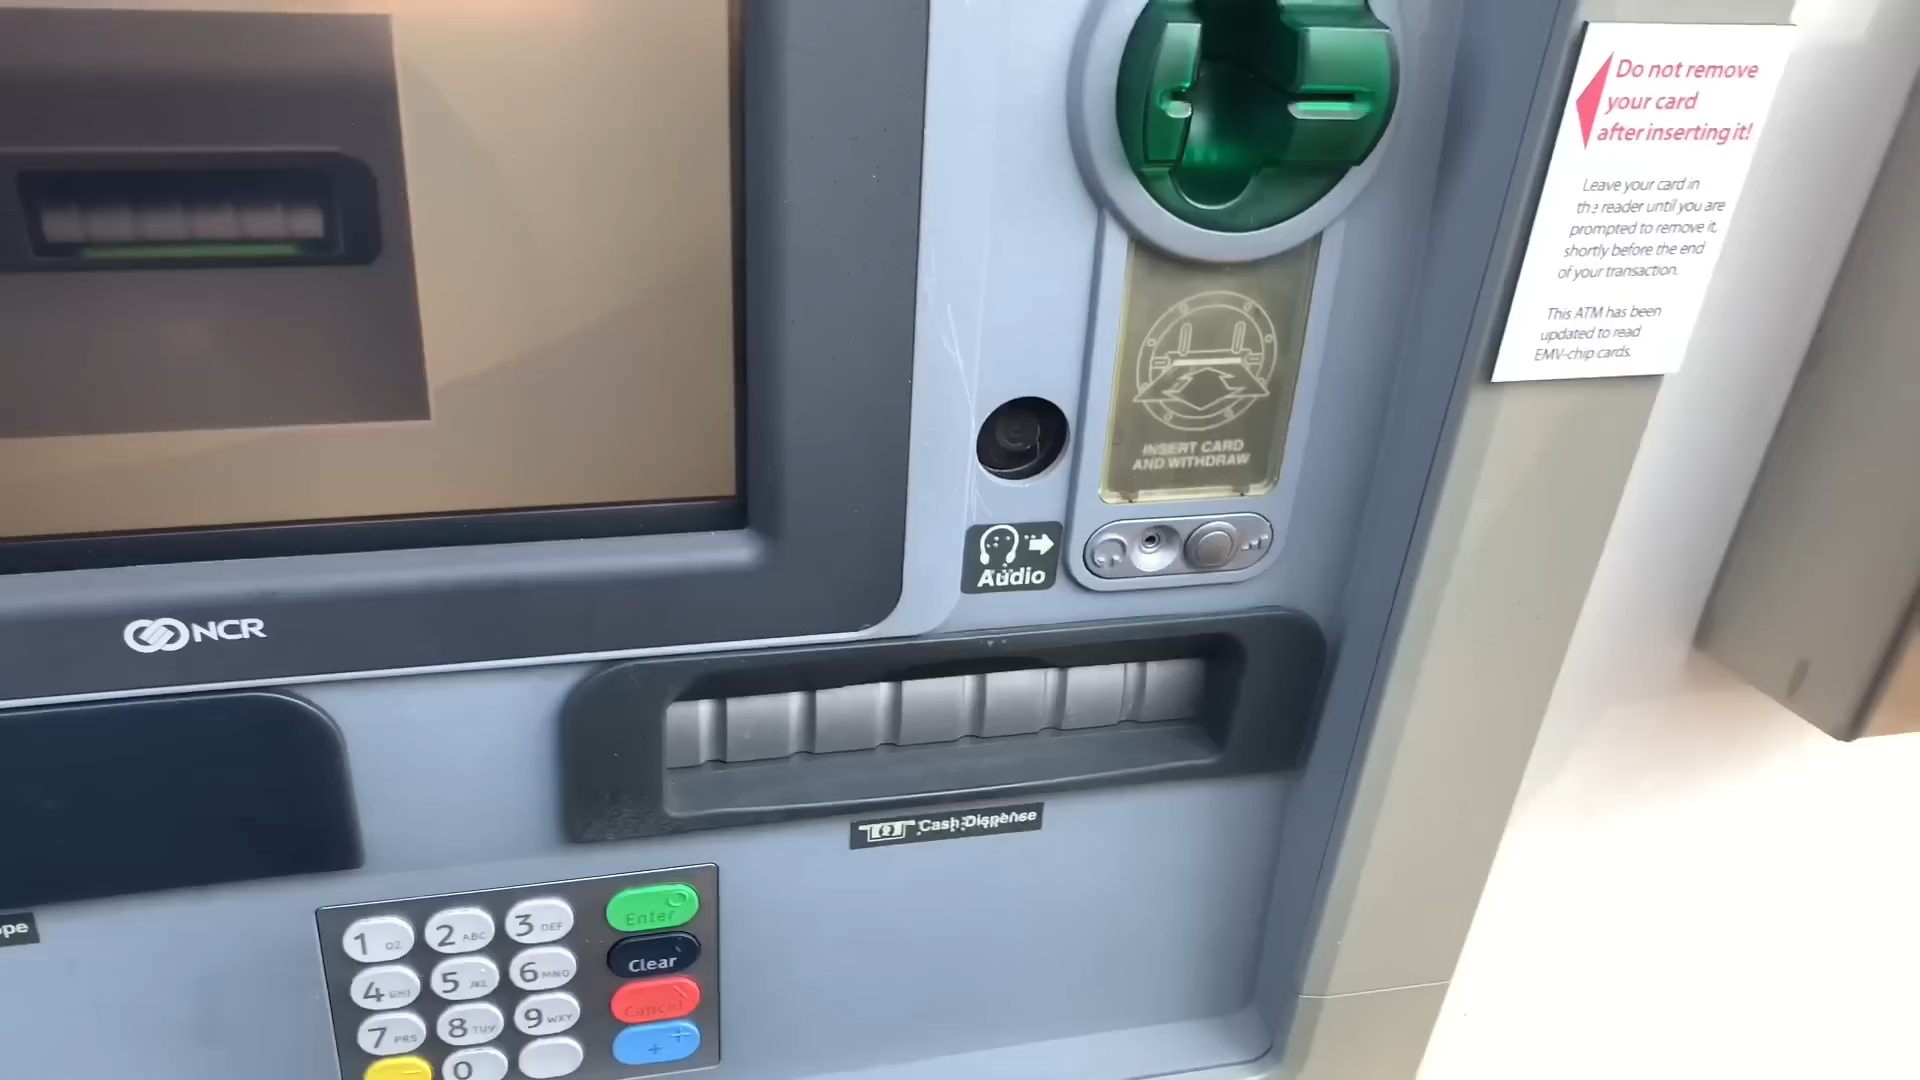 Do not remove
your card
after inserting it!
Leave your card in
the reader until you are
prompted to remove it,
shortly before the end
of your transaction.
This ATM has been
updated to read
EMV-chip cards.
INSERT CARD
AND WITHDRAW
Audio
NCR
Cash Dispense
pe
1 QZ
2 ABC
3 DEF
Enter
4 GHI
5 JKL
6 MNO
Clear
7 PRS
8 TUV
9 WXY
Cancel
0
+
-